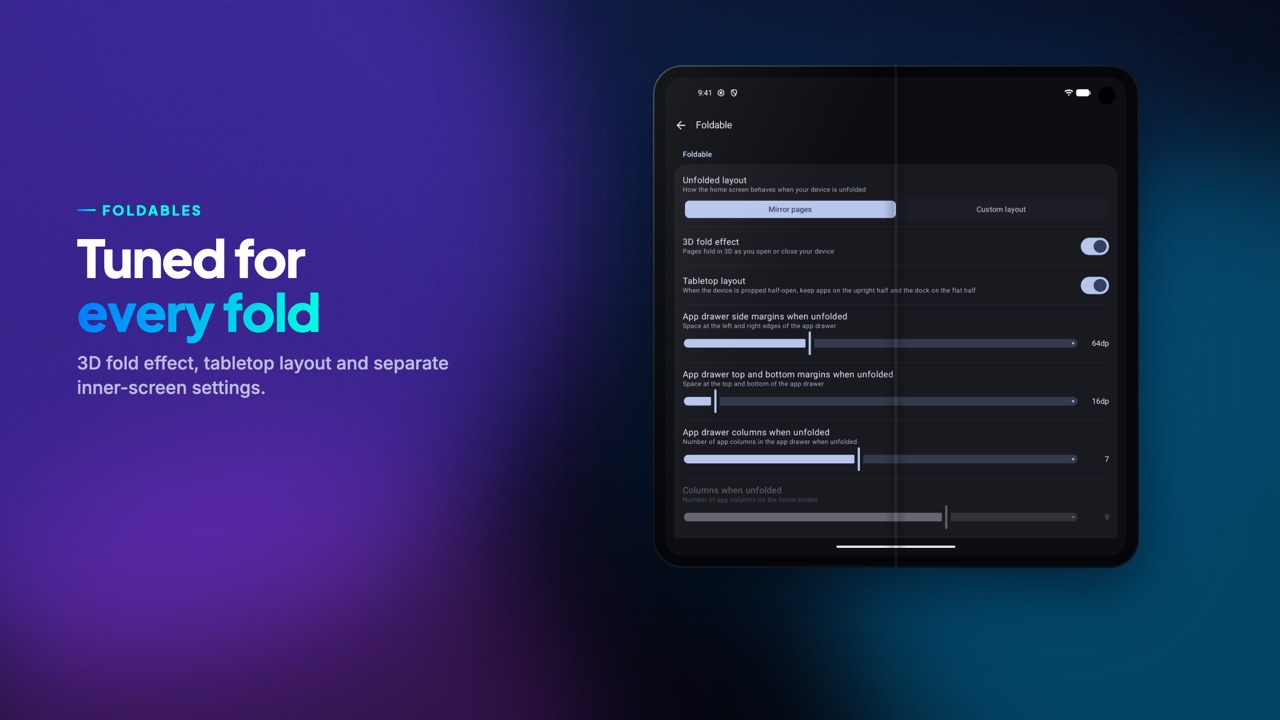 FOLDABLES
Tuned for
every fold
3D fold effect, tabletop layout and separate
inner-screen settings.
9:41
Foldable
Foldable
Unfolded layout
How the home screen behaves when your device is unfolded
Mirror pages
Custom layout
3D fold effect
Pages fold in 3D as you open or close your device
Tabletop layout
When the device is propped half-open, keep apps on the upright half and the dock on the flat half
App drawer side margins when unfolded
Space at the left and right edges of the app drawer
64dp
App drawer top and bottom margins when unfolded
Space at the top and bottom of the app drawer
16dp
App drawer columns when unfolded
Number of app columns in the app drawer when unfolded
7
Columns when unfolded
Number of app columns on the home screen
9